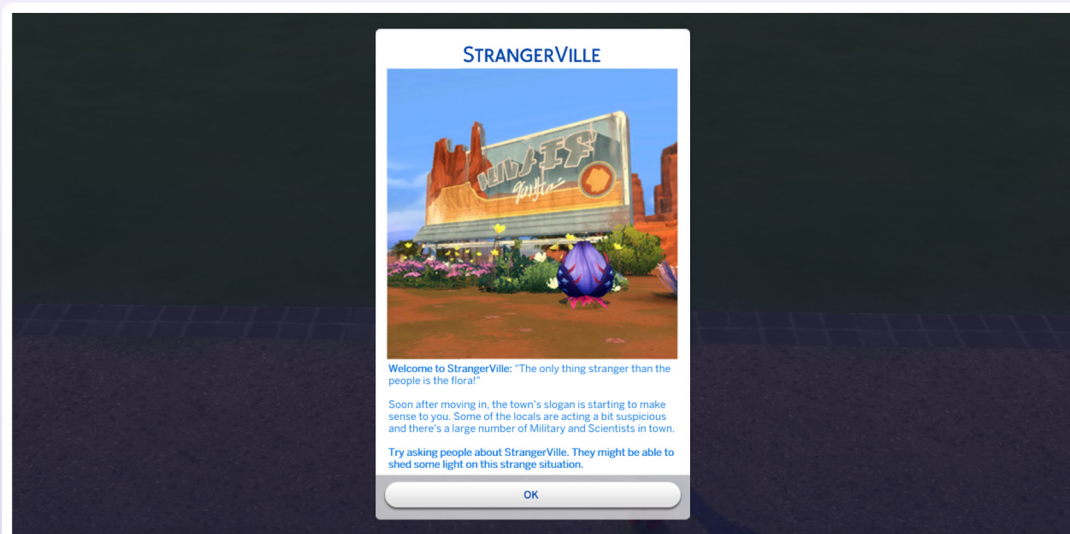 STRANGERVILLE
Welcome to StrangerVille: "The only thing stranger than the
people is the flora!"
Soon after moving in, the town's slogan is starting to make
sense to you. Some of the locals are acting a bit suspicious
and there's a large number of Military and Scientists in town.
Try asking people about StrangerVille. They might be able to
shed some light on this strange situation.
OK